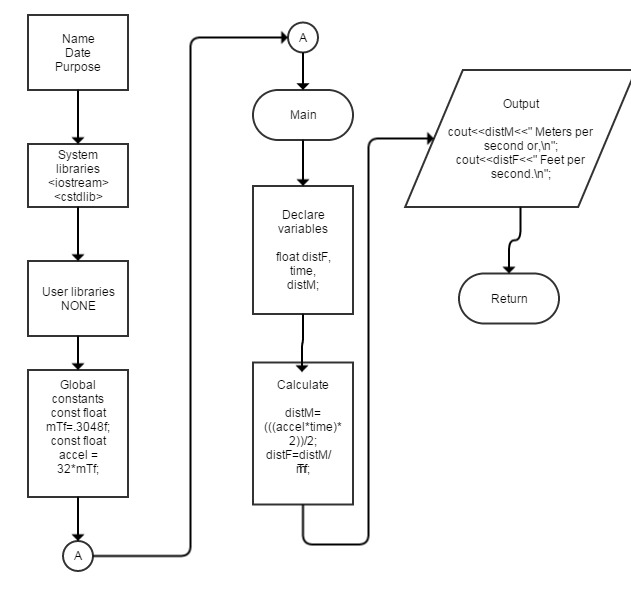 Name
Date
Purpose
System
libraries
<iostream>
<cstdlib>
User libraries
NONE
Global
constants
const float
mTf=.3048f;
const float
accel =
32*mTf;
A
A
Main
Declare
variables
float distF,
time,
distM;
Calculate
distM=
(((accel*time)*
2))/2;
distF=distM/
mTf;
Output
cout<<distM<<" Meters per
second or,\n";
cout<<distF<<" Feet per
second.\n";
Return